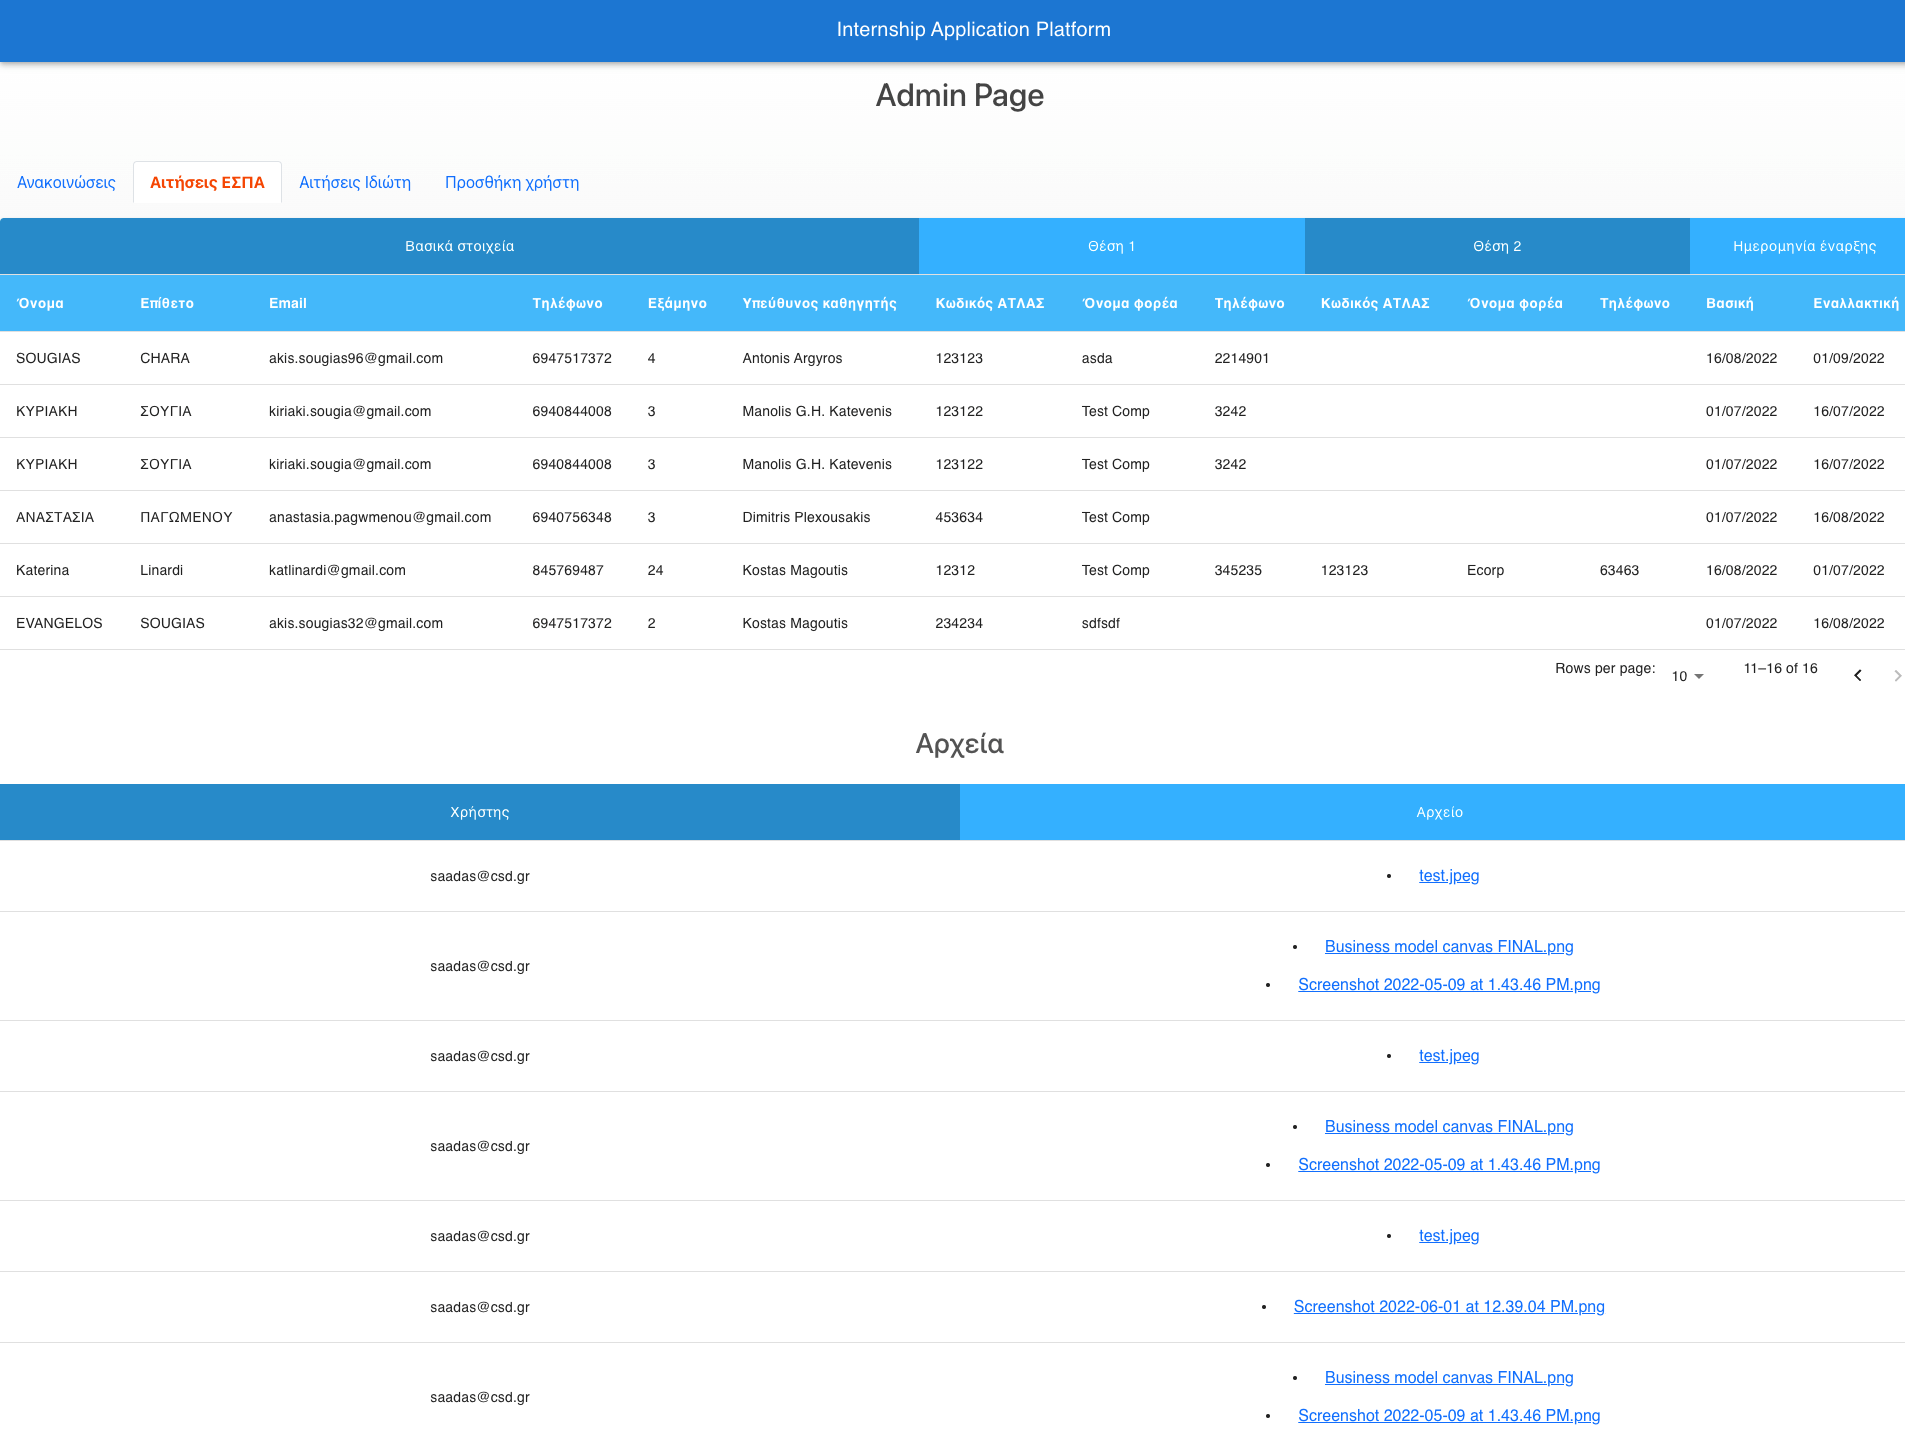 Internship Application Platform
Admin Page
Ανακοινώσεις Αιτήσεις ΕΣΠΑ Αιτήσεις Ιδιώτη Προσθήκη χρήστη
Βασικά στοιχεία Θέση 1 Θέση 2 Ημερομηνία έναρξης
Όνομα Επίθετο Email Τηλέφωνο Εξάμηνο Υπεύθυνος καθηγητής Κωδικός ΑΤΛΑΣ Όνομα φορέα Τηλέφωνο Κωδικός ΑΤΛΑΣ Όνομα φορέα Τηλέφωνο Βασική Εναλλακτική
SOUGIAS CHARA akis.sougias96@gmail.com 6947517372 4 Antonis Argyros 123123 asda 2214901 16/08/2022 01/09/2022
ΚΥΡΙΑΚΗ ΣΟΥΓΙΑ kiriaki.sougia@gmail.com 6940844008 3 Manolis G.H. Katevenis 123122 Test Comp 3242 01/07/2022 16/07/2022
ΚΥΡΙΑΚΗ ΣΟΥΓΙΑ kiriaki.sougia@gmail.com 6940844008 3 Manolis G.H. Katevenis 123122 Test Comp 3242 01/07/2022 16/07/2022
ΑΝΑΣΤΑΣΙΑ ΠΑΓΩΜΕΝΟΥ anastasia.pagwmenou@gmail.com 6940756348 3 Dimitris Plexousakis 453634 Test Comp 01/07/2022 16/08/2022
Katerina Linardi katlinardi@gmail.com 845769487 24 Kostas Magoutis 12312 Test Comp 345235 123123 Ecorp 63463 16/08/2022 01/07/2022
EVANGELOS SOUGIAS akis.sougias32@gmail.com 6947517372 2 Kostas Magoutis 234234 sdfsdf 01/07/2022 16/08/2022
Rows per page: 10 11–16 of 16
Αρχεία
Χρήστης Αρχείο
saadas@csd.gr • test.jpeg
saadas@csd.gr • Business model canvas FINAL.png
• Screenshot 2022-05-09 at 1.43.46 PM.png
saadas@csd.gr • test.jpeg
saadas@csd.gr • Business model canvas FINAL.png
• Screenshot 2022-05-09 at 1.43.46 PM.png
saadas@csd.gr • test.jpeg
saadas@csd.gr • Screenshot 2022-06-01 at 12.39.04 PM.png
saadas@csd.gr • Business model canvas FINAL.png
• Screenshot 2022-05-09 at 1.43.46 PM.png